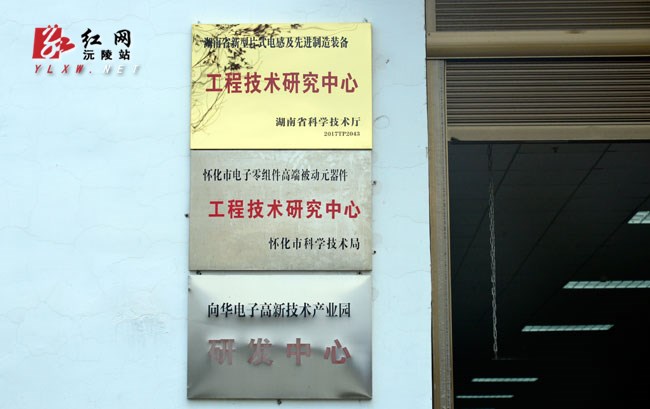 红网
沅陵站
YLXW.NET
湖南省新型片式电感及先进制造装备
工程技术研究中心
湖南省科学技术厅
2017TP2043
怀化市电子零组件高端被动元器件
工程技术研究中心
怀化市科学技术局
向华电子高新技术产业园
研发中心